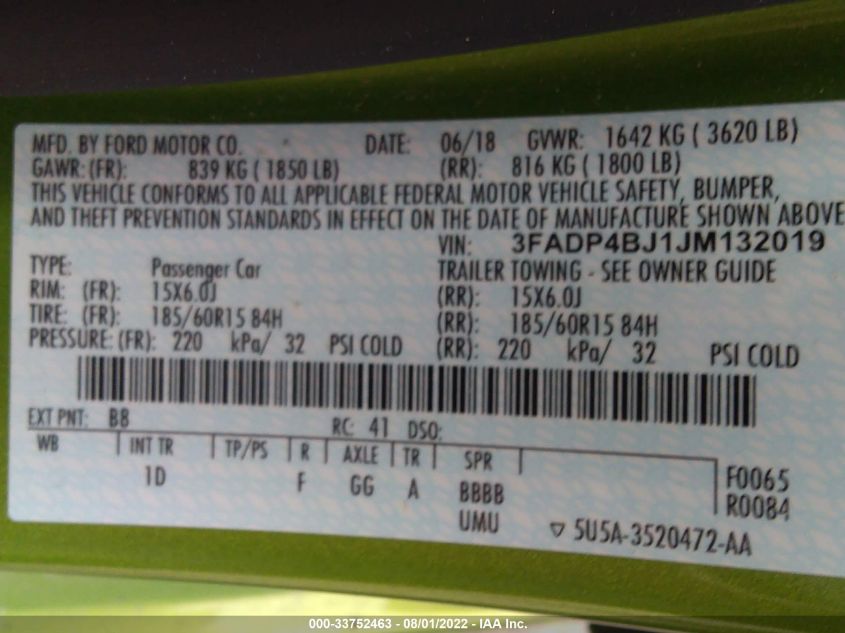 MFD. BY FORD MOTOR CO. DATE: 06/18 GVWR: 1642 KG ( 3620 LB)
GAWR: (FR): 839 KG ( 1850 LB) (RR): 816 KG ( 1800 LB)
THIS VEHICLE CONFORMS TO ALL APPLICABLE FEDERAL MOTOR VEHICLE SAFETY, BUMPER,
AND THEFT PREVENTION STANDARDS IN EFFECT ON THE DATE OF MANUFACTURE SHOWN ABOVE
VIN: 3FADP4BJ1JM132019
TYPE: Passenger Car TRAILER TOWING - SEE OWNER GUIDE
RIM: (FR): 15X6.0J (RR): 15X6.0J
TIRE: (FR): 185/60R15 84H (RR): 185/60R15 84H
PRESSURE: (FR): 220 kPa/ 32 PSI COLD (RR): 220 kPa/ 32 PSI COLD
EXT PNT: B8 RC: 41 DSO:
WB INT TR TP/PS R AXLE TR SPR
1D F GG A BBBB F0065
UMU R0084
▽ 5U5A-3520472-AA
000-33752463 - 08/01/2022 - IAA Inc.